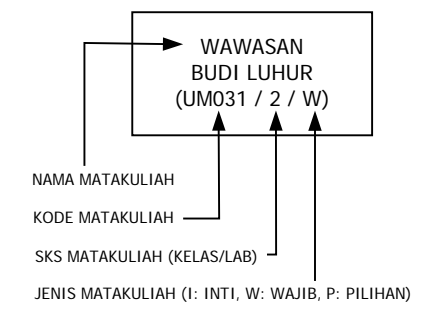 WAWASAN
BUDI LUHUR
(UM031 / 2 / W)
NAMA MATAKULIAH
KODE MATAKULIAH
SKS MATAKULIAH (KELAS/LAB)
JENIS MATAKULIAH (I: INTI, W: WAJIB, P: PILIHAN)